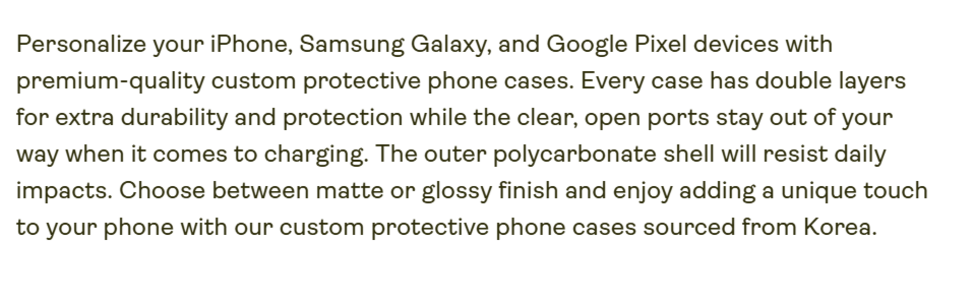 Personalize your iPhone, Samsung Galaxy, and Google Pixel devices with
premium-quality custom protective phone cases. Every case has double layers
for extra durability and protection while the clear, open ports stay out of your
way when it comes to charging. The outer polycarbonate shell will resist daily
impacts. Choose between matte or glossy finish and enjoy adding a unique touch
to your phone with our custom protective phone cases sourced from Korea.